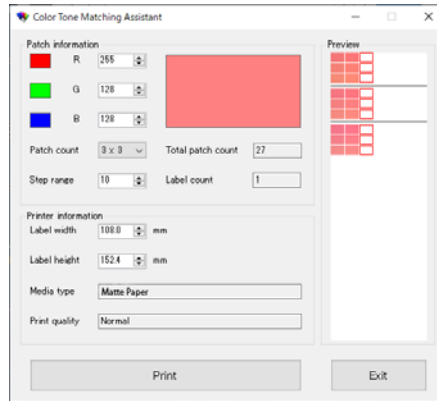 Color Tone Matching Assistant
Patch information
R 255
G 128
B 128
Patch count 3 x 3 Total patch count 27
Step range 10 Label count 1
Printer information
Label width 108.0 mm
Label height 152.4 mm
Media type Matte Paper
Print quality Normal
Preview
Print Exit